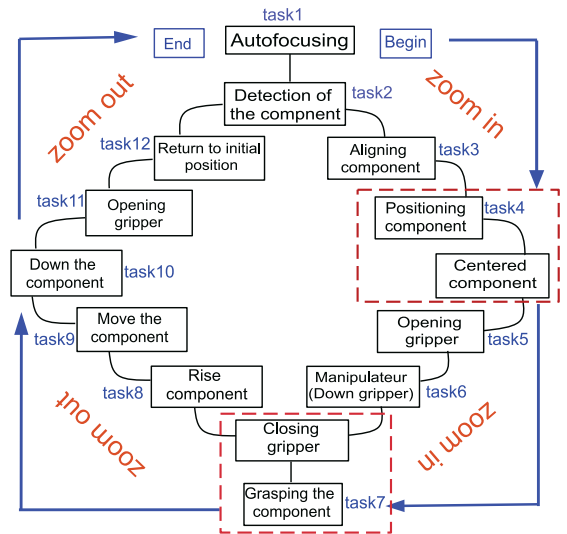 task1
End
Autofocusing
Begin
zoom out
zoom in
Detection of
the compnent
task2
task12
Return to initial
position
Aligning
component
task3
task11
Opening
gripper
Positioning
component
task4
Down the
component
task10
Centered
component
task9
Move the
component
Opening
gripper
task5
task8
Rise
component
Manipulateur
(Down gripper)
task6
zoom out
zoom in
Closing
gripper
Grasping the
component
task7